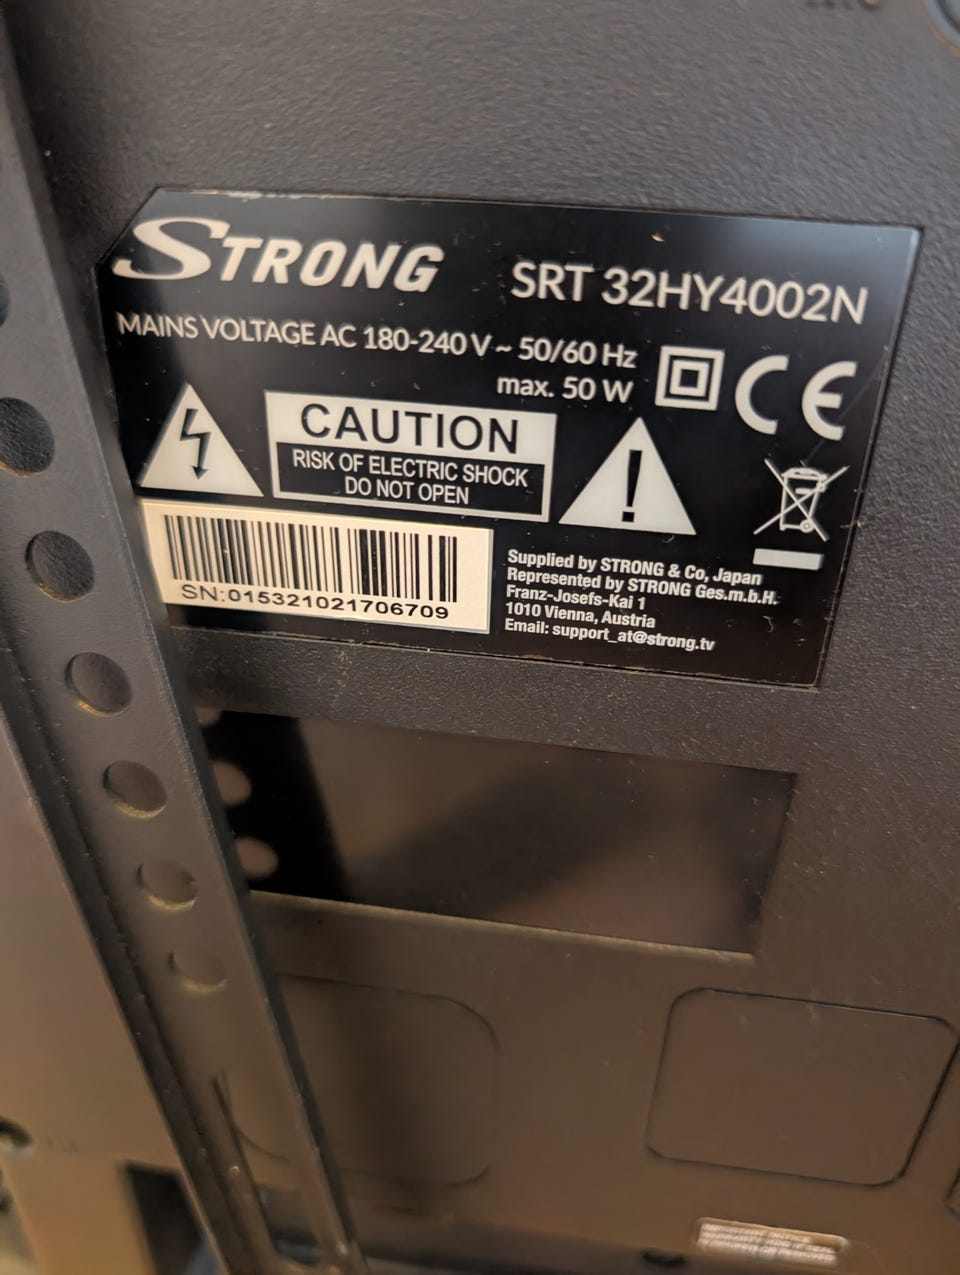 STRONG SRT 32HY4002N
MAINS VOLTAGE AC 180-240 V ~ 50/60 Hz
max. 50 W
CE
CAUTION
RISK OF ELECTRIC SHOCK
DO NOT OPEN
SN:015321021706709
Supplied by STRONG & Co, Japan
Represented by STRONG Ges.m.b.H.
Franz-Josefs-Kai 1
1010 Vienna, Austria
Email: support_at@strong.tv